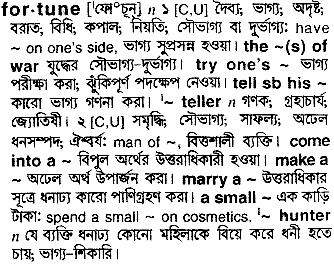 for·tune ['ফোচূন্] n ১ [C,U] দৈব্য; ভাগ্য, অদৃষ্ট,
বরাত, বিধি, কপাল, নিয়তি; সৌভাগ্য বা দুর্ভাগ্য: have
~ on one's side, ভাগ্য সুপ্রসন্ন হওয়া। the ~(s) of
war যুদ্ধের সৌভাগ্য-দুর্ভাগ্য। try one's ~ ভাগ্য
পরীক্ষা করা; ঝুঁকিপূর্ণ পদক্ষেপ নেওয়া। tell sb his ~
কারো ভাগ্য গণনা করা। '~ teller n গণক; গ্রহাচার্য,
জ্যোতিষী। ২ [C,U] সমৃদ্ধি; সৌভাগ্য; সাফল্য; অঢেল
ধনসম্পদ; ঐশ্বর্য: man of ~, বিত্তশালী ব্যক্তি। come
into a ~ বিপুল অর্থের উত্তরাধিকারী হওয়া। make a
~ অঢেল অর্থ উপার্জন করা। marry a ~ উত্তরাধিকার
সূত্রে ধনাঢ্য কারো পাণিগ্রহণ করা। a small ~ এক কাড়ি
টাকা: spend a small ~ on cosmetics. '~ hunter
n যে ব্যক্তি ধনাঢ্য কোনো মহিলাকে বিয়ে করে ধনী হতে
চায়; ভাগ্য-শিকারি।